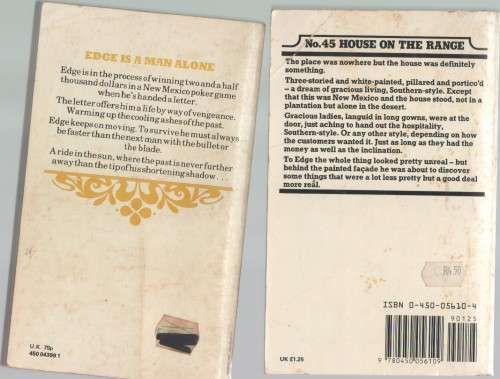 EDGE IS A MAN ALONE
Edge is in the process of winning two and a half
thousand dollars in a New Mexico poker game
when he's handed a letter.
The letter offers him a life by way of vengeance.
Warming up the cooling ashes of the past.
Edge keeps on moving. To survive he must always
be faster than the next man with the bullet or
the blade.
A ride in the sun, where the past is never further
away than the tip of his shortening shadow . . .
U.K. 75p
450 04399 1
No.45 HOUSE ON THE RANGE
The place was nowhere but the house was definitely
something.
Three-storied and white-painted, pillared and portico'd
– a dream of gracious living, Southern-style. Except
that this was New Mexico and the house stood, not in a
plantation but alone in the desert.
Gracious ladies, languid in long gowns, were at the
door, just aching to hand out the hospitality,
Southern-style. Or any other style, depending on how
the customers wanted it. Just as long as they had the
money as well as the inclination.
To Edge the whole thing looked pretty unreal – but
behind the painted façade he was about to discover
some things that were a lot less pretty but a good deal
more real.
ISBN 0-450-05610-4
90125
9 780450 056109
UK £1.25